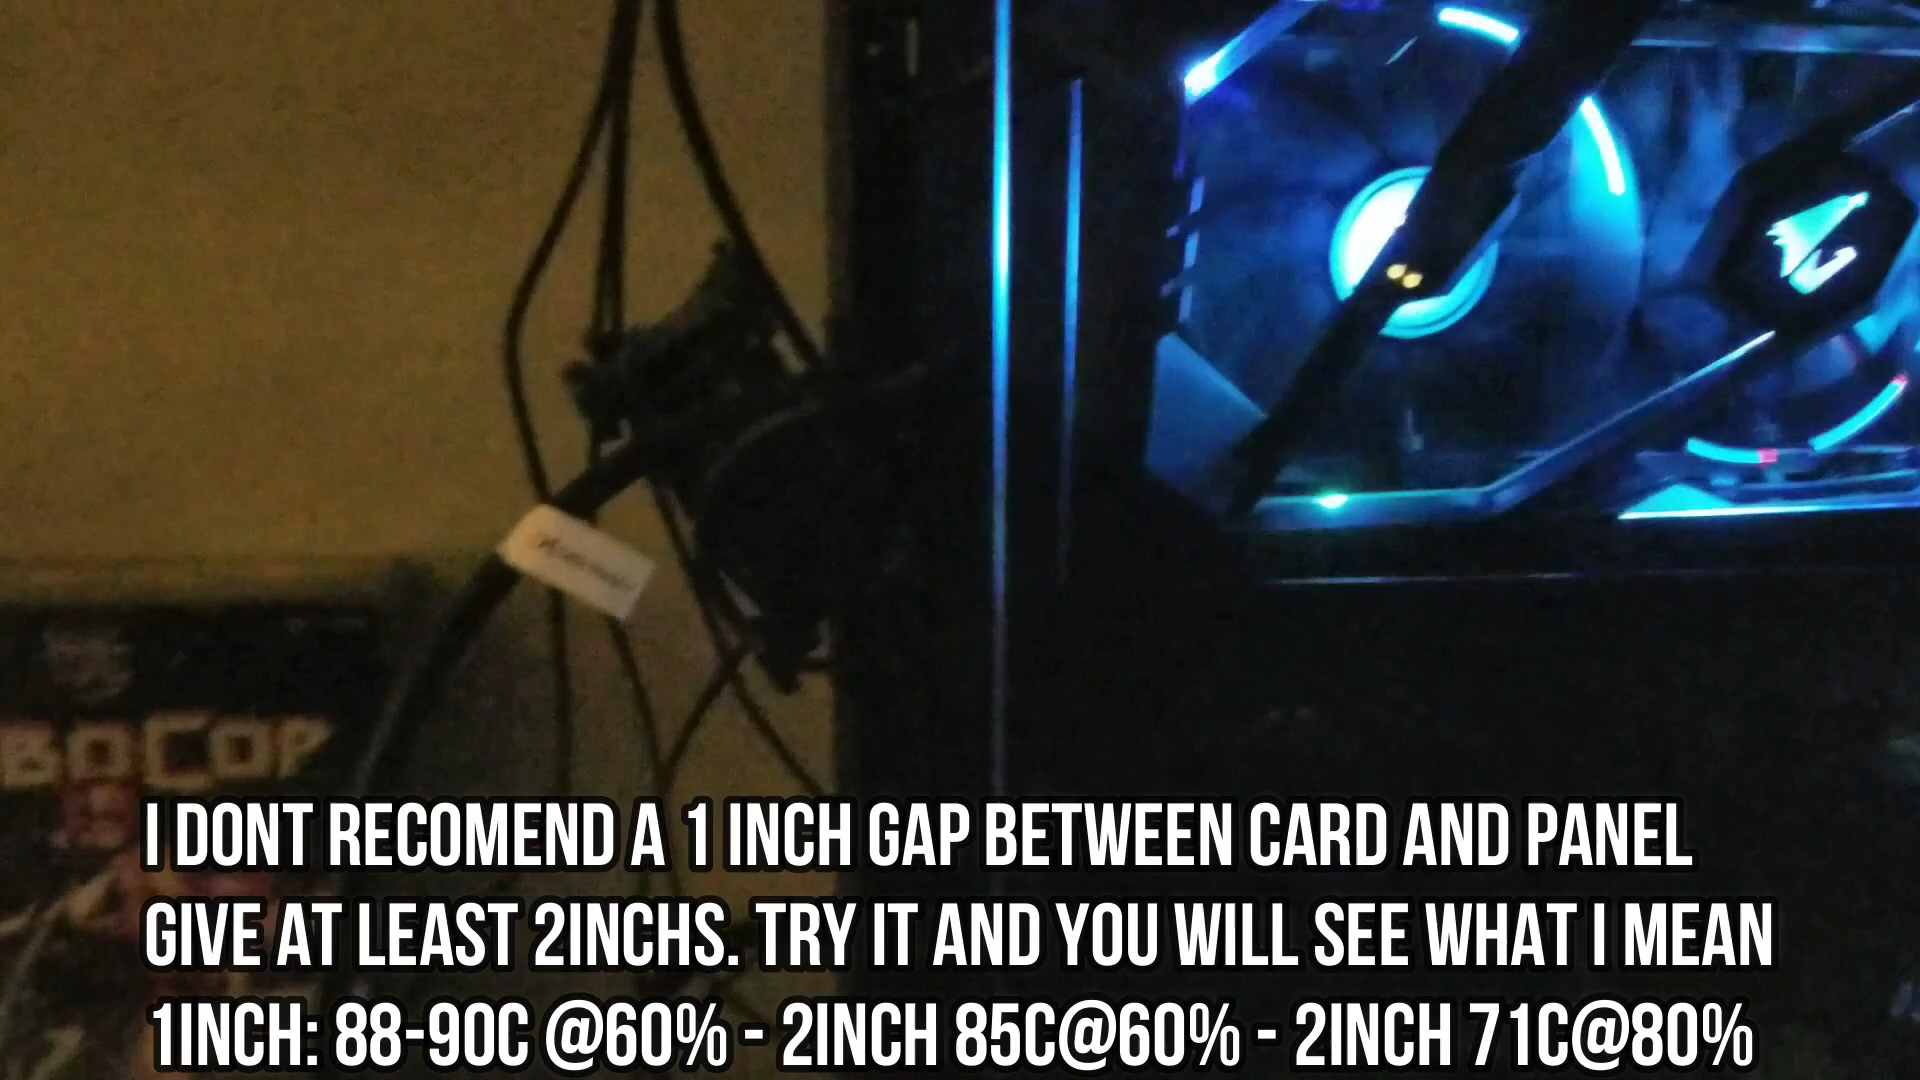 BOCOP
I DONT RECOMEND A 1 INCH GAP BETWEEN CARD AND PANEL
GIVE AT LEAST 2INCHS. TRY IT AND YOU WILL SEE WHAT I MEAN
1INCH: 88-90C @60% - 2INCH 85C@60% - 2INCH 71C@80%